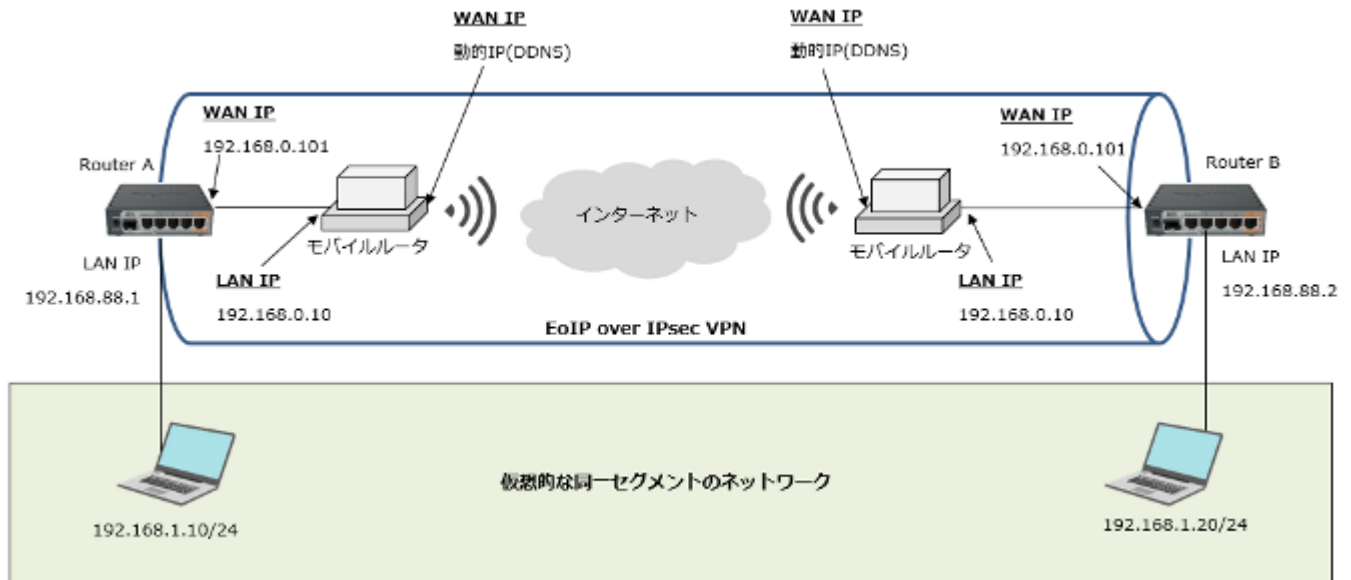 WAN IP
動的IP(DDNS)
WAN IP
動的IP(DDNS)
WAN IP
192.168.0.101
WAN IP
192.168.0.101
Router A
Router B
インターネット
モバイルルータ
モバイルルータ
LAN IP
192.168.88.1
LAN IP
192.168.0.10
LAN IP
192.168.0.10
LAN IP
192.168.88.2
EoIP over IPsec VPN
仮想的な同一セグメントのネットワーク
192.168.1.10/24
192.168.1.20/24